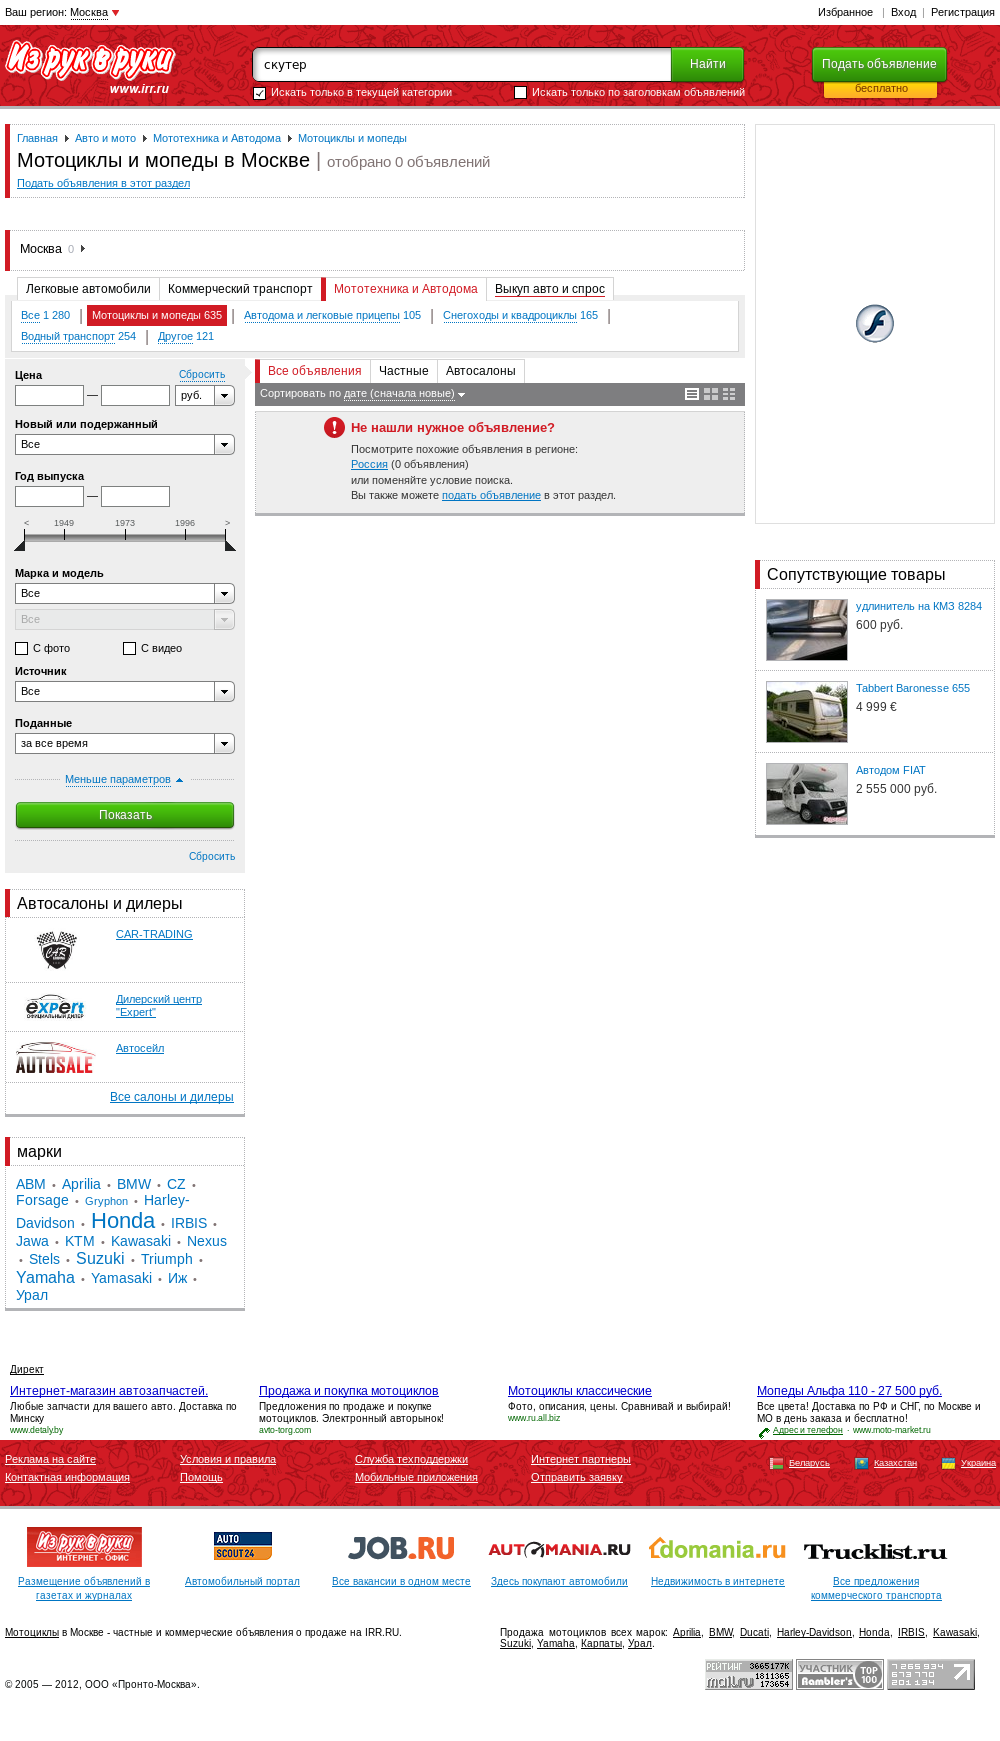 Ваш регион: Москва
Избранное | Вход | Регистрация
Из рук в руки
www.irr.ru
скутер
Найти
Подать объявление
бесплатно
Искать только в текущей категории
Искать только по заголовкам объявлений
Главная Авто и мото Мототехника и Автодома Мотоциклы и мопеды
Мотоциклы и мопеды в Москве | отобрано 0 объявлений
Подать объявления в этот раздел
Москва 0
Легковые автомобили Коммерческий транспорт Мототехника и Автодома Выкуп авто и спрос
Все 1 280 | Мотоциклы и мопеды 635 | Автодома и легковые прицепы 105 | Снегоходы и квадроциклы 165 |
Водный транспорт 254 | Другое 121
Цена Сбросить
— руб.
Новый или подержанный
Все
Год выпуска
—
< 1949 1973 1996 >
Марка и модель
Все
Все
С фото С видео
Источник
Все
Поданные
за все время
Меньше параметров
Показать
Сбросить
Все объявления Частные Автосалоны
Сортировать по дате (сначала новые)
Не нашли нужное объявление?
Посмотрите похожие объявления в регионе:
Россия (0 объявления)
или поменяйте условие поиска.
Вы также можете подать объявление в этот раздел.
Сопутствующие товары
удлинитель на КМЗ 8284
600 руб.
Tabbert Baronesse 655
4 999 €
Автодом FIAT
2 555 000 руб.
Автосалоны и дилеры
CAR
CAR-TRADING
expert
ОФИЦИАЛЬНЫЙ ДИЛЕР
Дилерский центр
"Expert"
AUTOSALE
Автосейл
Все салоны и дилеры
марки
ABM • Aprilia • BMW • CZ •
Forsage • Gryphon • Harley-
Davidson • Honda • IRBIS •
Jawa • KTM • Kawasaki • Nexus
• Stels • Suzuki • Triumph •
Yamaha • Yamasaki • Иж •
Урал
Директ
Интернет-магазин автозапчастей.
Любые запчасти для вашего авто. Доставка по
Минску
www.detaly.by
Продажа и покупка мотоциклов
Предложения по продаже и покупке
мотоциклов. Электронный авторынок!
avto-torg.com
Мотоциклы классические
Фото, описания, цены. Сравнивай и выбирай!
www.ru.all.biz
Мопеды Альфа 110 - 27 500 руб.
Все цвета! Доставка по РФ и СНГ, по Москве и
МО в день заказа и бесплатно!
Адрес и телефон · www.moto-market.ru
Реклама на сайте Условия и правила Служба техподдержки Интернет партнеры
Беларусь Казахстан Украина
Контактная информация Помощь Мобильные приложения Отправить заявку
Из рук в руки
ИНТЕРНЕТ - ОФИС
AUTO
SCOUT24
JOB.RU
AUTOMANIA.RU
domania.ru
Trucklist.ru
Размещение объявлений в
газетах и журналах
Автомобильный портал
Все вакансии в одном месте
Здесь покупают автомобили
Недвижимость в интернете
Все предложения
коммерческого транспорта
Мотоциклы в Москве - частные и коммерческие объявления о продаже на IRR.RU.
Продажа мотоциклов всех марок: Aprilia, BMW, Ducati, Harley-Davidson, Honda, IRBIS, Kawasaki,
Suzuki, Yamaha, Карпаты, Урал.
© 2005 — 2012, ООО «Пронто-Москва».
РЕЙТИНГ 3665177К
mail.ru 1811365
173654
УЧАСТНИК
Rambler's
TOP
100
7 265 934
673 770
201 134